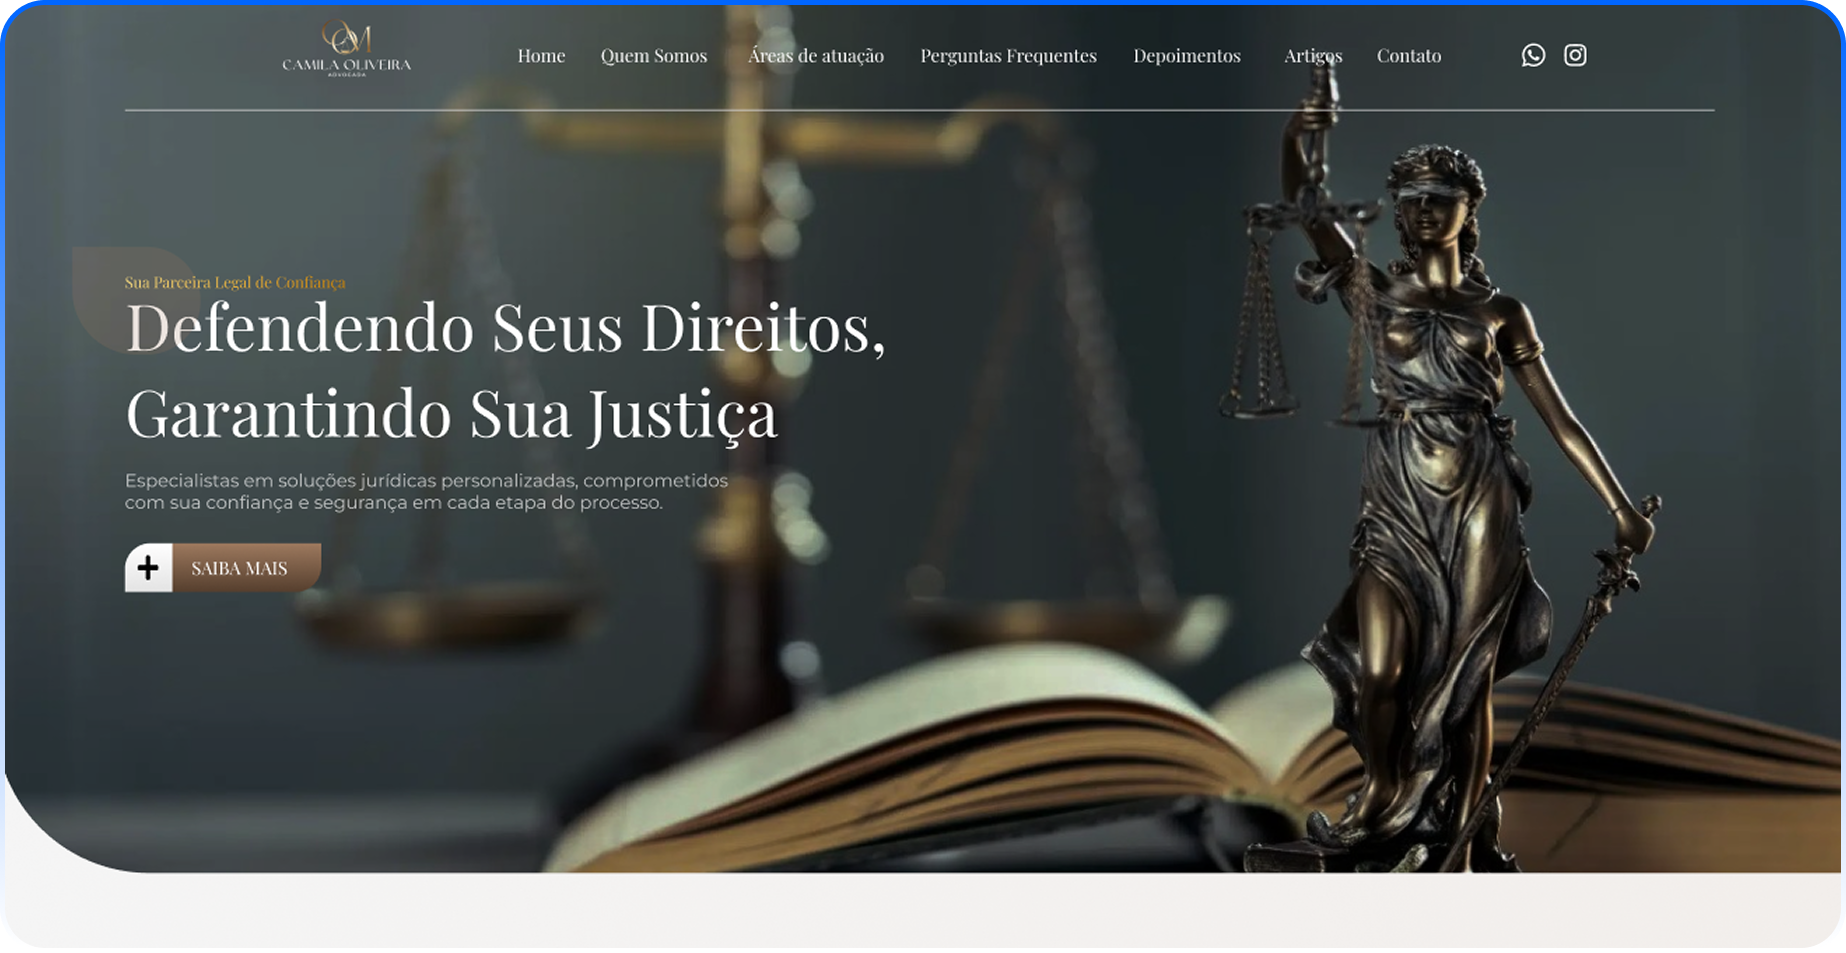 CAMILA OLIVEIRA
ADVOGADA
Home Quem Somos Áreas de atuação Perguntas Frequentes Depoimentos Artigos Contato
Sua Parceira Legal de Confiança
Defendendo Seus Direitos,
Garantindo Sua Justiça
Especialistas em soluções jurídicas personalizadas, comprometidos
com sua confiança e segurança em cada etapa do processo.
SAIBA MAIS